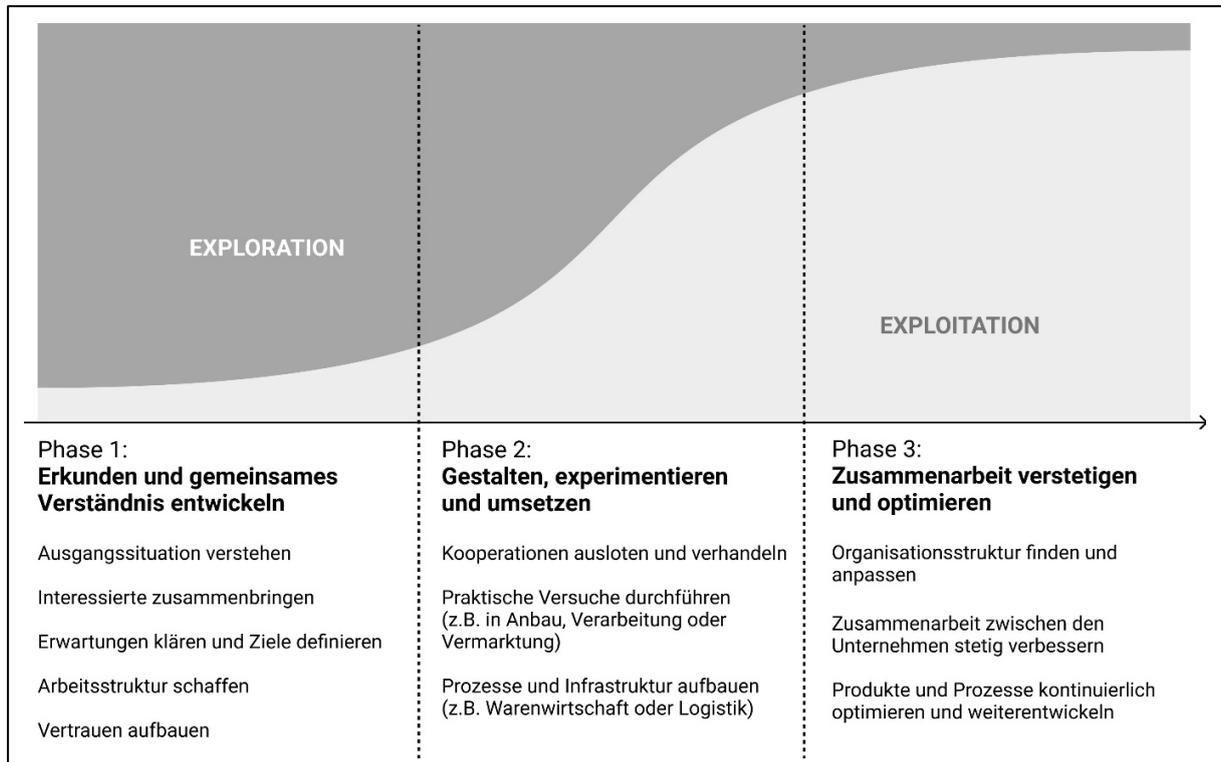 EXPLORATION
EXPLOITATION
Phase 1:
Erkunden und gemeinsames
Verständnis entwickeln
Ausgangssituation verstehen
Interessierte zusammenbringen
Erwartungen klären und Ziele definieren
Arbeitsstruktur schaffen
Vertrauen aufbauen
Phase 2:
Gestalten, experimentieren
und umsetzen
Kooperationen ausloten und verhandeln
Praktische Versuche durchführen
(z.B. in Anbau, Verarbeitung oder
Vermarktung)
Prozesse und Infrastruktur aufbauen
(z.B. Warenwirtschaft oder Logistik)
Phase 3:
Zusammenarbeit verstetigen
und optimieren
Organisationsstruktur finden und
anpassen
Zusammenarbeit zwischen den
Unternehmen stetig verbessern
Produkte und Prozesse kontinuierlich
optimieren und weiterentwickeln